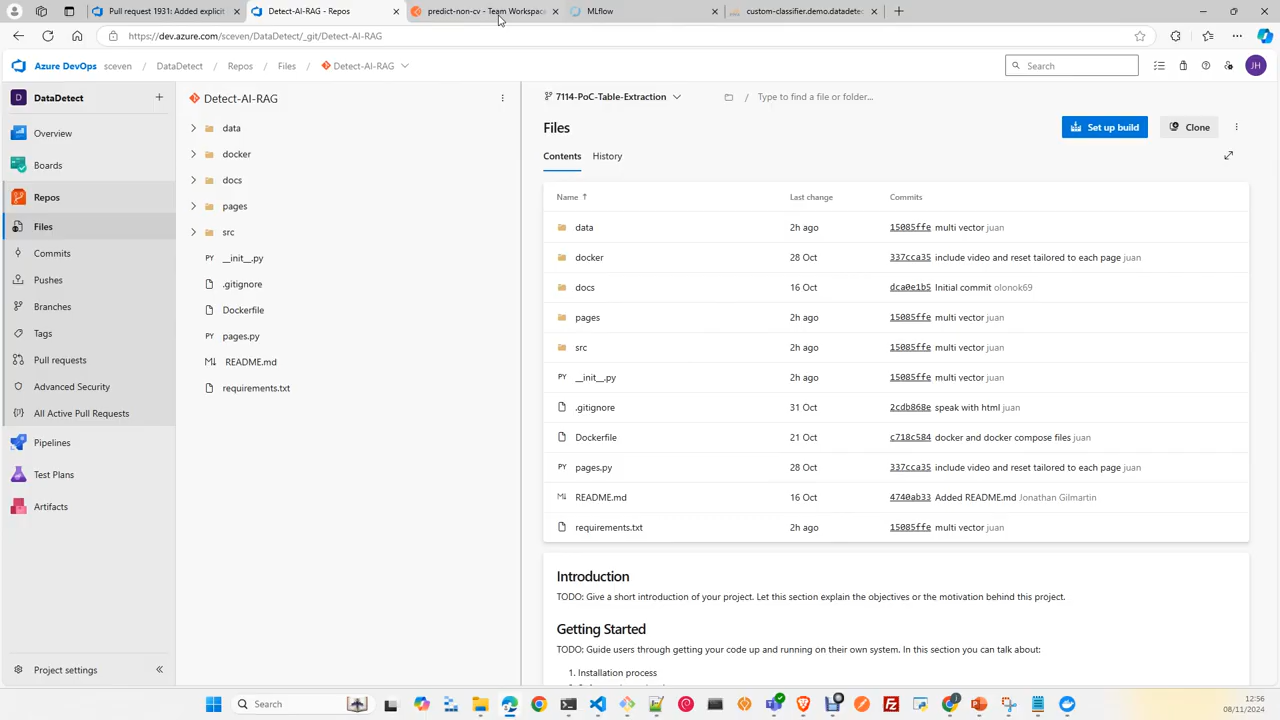 Pull request 1931: Added explicit
Detect-AI-RAG - Repos
predict-non-cv - Team Workspace
MLflow
custom-classifier.demo.datadetec
https://dev.azure.com/sceven/DataDetect/_git/Detect-AI-RAG
Azure DevOps sceven / DataDetect / Repos / Files / Detect-AI-RAG
Search
JH
D DataDetect
Overview
Boards
Repos
Files
Commits
Pushes
Branches
Tags
Pull requests
Advanced Security
All Active Pull Requests
Pipelines
Test Plans
Artifacts
Project settings
Detect-AI-RAG
data
docker
docs
pages
src
PY __init__.py
.gitignore
Dockerfile
PY pages.py
M↓ README.md
requirements.txt
7114-PoC-Table-Extraction / Type to find a file or folder...
Files
Set up build
Clone
Contents History
Name ↑ Last change Commits
data 2h ago 15085ffe multi vector juan
docker 28 Oct 337cca35 include video and reset tailored to each page juan
docs 16 Oct dca0e1b5 Initial commit olonok69
pages 2h ago 15085ffe multi vector juan
src 2h ago 15085ffe multi vector juan
PY __init__.py 2h ago 15085ffe multi vector juan
.gitignore 31 Oct 2cdb868e speak with html juan
Dockerfile 21 Oct c718c584 docker and docker compose files juan
PY pages.py 28 Oct 337cca35 include video and reset tailored to each page juan
M↓ README.md 16 Oct 4740ab33 Added README.md Jonathan Gilmartin
requirements.txt 2h ago 15085ffe multi vector juan
Introduction
TODO: Give a short introduction of your project. Let this section explain the objectives or the motivation behind this project.
Getting Started
TODO: Guide users through getting your code up and running on their own system. In this section you can talk about:
1. Installation process
Search
12:56
08/11/2024